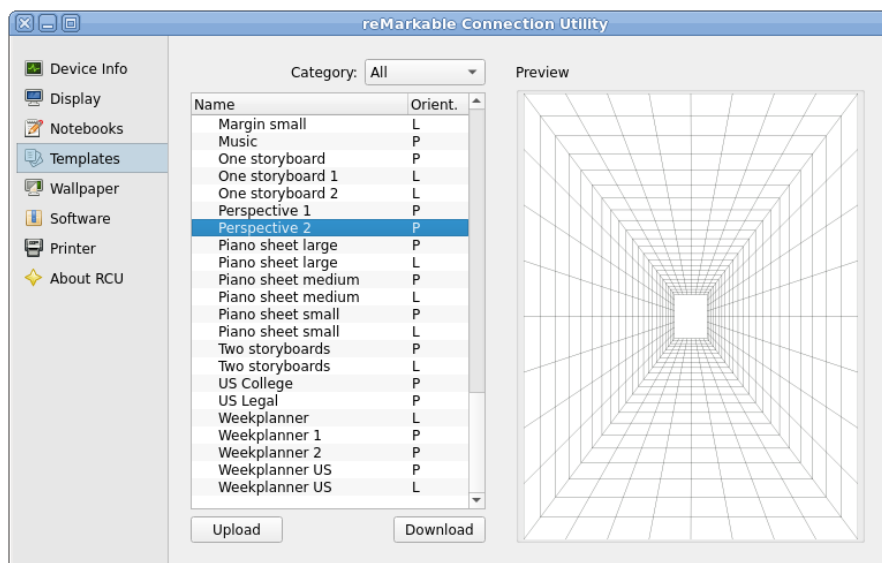 reMarkable Connection Utility
Device Info
Display
Notebooks
Templates
Wallpaper
Software
Printer
About RCU
Category: All
Name Orient.
Margin small L
Music P
One storyboard P
One storyboard 1 L
One storyboard 2 L
Perspective 1 P
Perspective 2 P
Piano sheet large P
Piano sheet large L
Piano sheet medium P
Piano sheet medium L
Piano sheet small P
Piano sheet small L
Two storyboards P
Two storyboards L
US College P
US Legal P
Weekplanner L
Weekplanner 1 P
Weekplanner 2 P
Weekplanner US P
Weekplanner US L
Upload Download
Preview